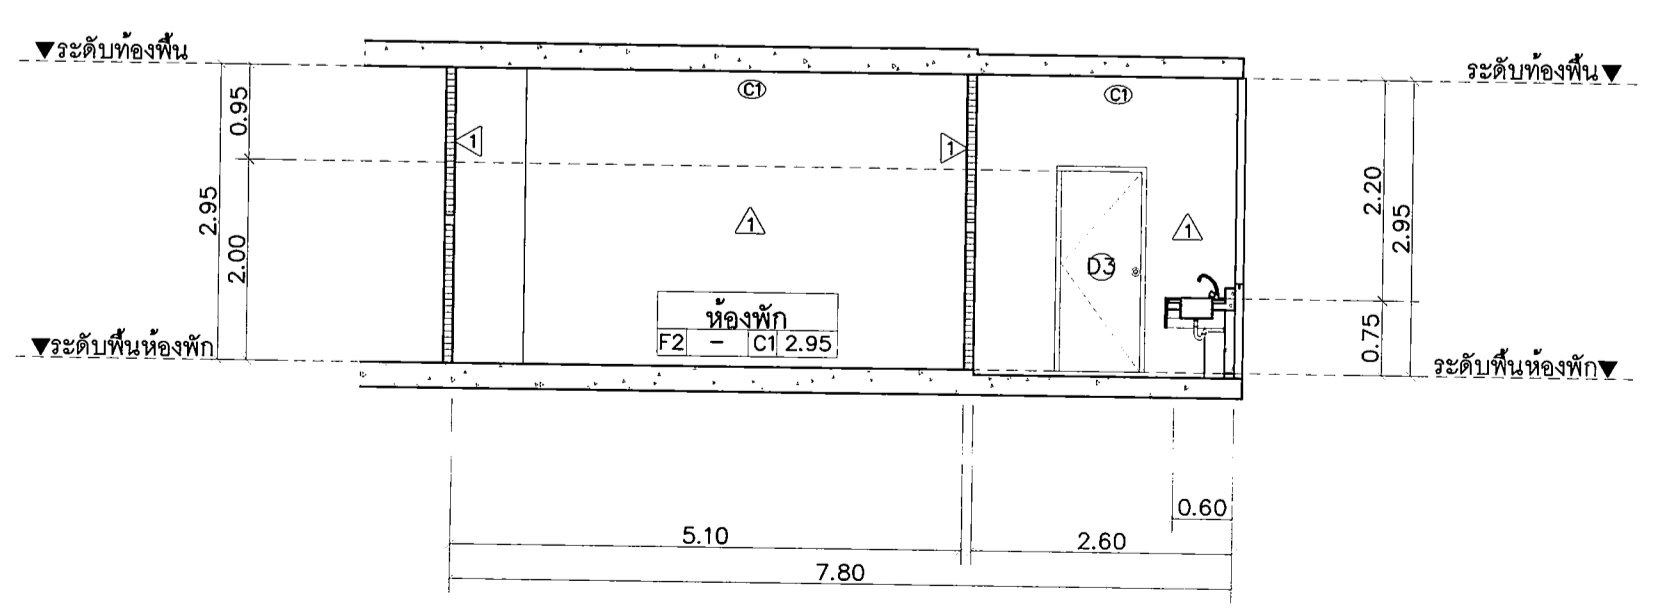 ▼ระดับท้องพื้น
ระดับท้องพื้น▼
C1
C1
0.95
1
1
2.95
2.00
1
1
2.20
2.95
D3
ห้องพัก
F2 – C1 2.95
0.75
▼ระดับพื้นห้องพัก
ระดับพื้นห้องพัก▼
0.60
5.10
2.60
7.80